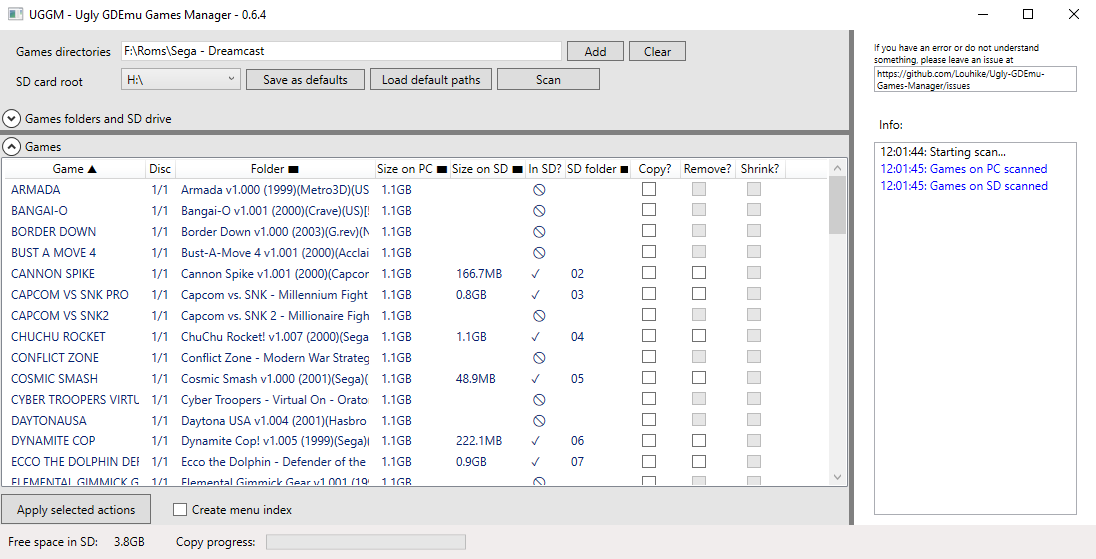 UGGM - Ugly GDEmu Games Manager - 0.6.4
Games directories F:\Roms\Sega - Dreamcast Add Clear
SD card root H:\ Save as defaults Load default paths Scan
Games folders and SD drive
Games
Game Disc Folder Size on PC Size on SD In SD? SD folder Copy? Remove? Shrink?
ARMADA 1/1 Armada v1.000 (1999)(Metro3D)(US 1.1GB
BANGAI-O 1/1 Bangai-O v1.001 (2000)(Crave)(US)[! 1.1GB
BORDER DOWN 1/1 Border Down v1.000 (2003)(G.rev)(N 1.1GB
BUST A MOVE 4 1/1 Bust-A-Move 4 v1.001 (2000)(Acclai 1.1GB
CANNON SPIKE 1/1 Cannon Spike v1.001 (2000)(Capcor 1.1GB 166.7MB ✓ 02
CAPCOM VS SNK PRO 1/1 Capcom vs. SNK - Millennium Fight 1.1GB 0.8GB ✓ 03
CAPCOM VS SNK2 1/1 Capcom vs. SNK 2 - Millionaire Figh 1.1GB
CHUCHU ROCKET 1/1 ChuChu Rocket! v1.007 (2000)(Sega 1.1GB 1.1GB ✓ 04
CONFLICT ZONE 1/1 Conflict Zone - Modern War Strateg 1.1GB
COSMIC SMASH 1/1 Cosmic Smash v1.000 (2001)(Sega)( 1.1GB 48.9MB ✓ 05
CYBER TROOPERS VIRTU 1/1 Cyber Troopers - Virtual On - Orato 1.1GB
DAYTONAUSA 1/1 Daytona USA v1.004 (2001)(Hasbro 1.1GB
DYNAMITE COP 1/1 Dynamite Cop! v1.005 (1999)(Sega)( 1.1GB 222.1MB ✓ 06
ECCO THE DOLPHIN DEF 1/1 Ecco the Dolphin - Defender of the 1.1GB 0.9GB ✓ 07
ELEMENTAL GIMMICK G 1/1 Elemental Gimmick Gear v1.001 (19 1.1GB
Apply selected actions Create menu index
Free space in SD: 3.8GB Copy progress:
If you have an error or do not understand
something, please leave an issue at
https://github.com/Louhike/Ugly-GDEmu-
Games-Manager/issues
Info:
12:01:44: Starting scan...
12:01:45: Games on PC scanned
12:01:45: Games on SD scanned